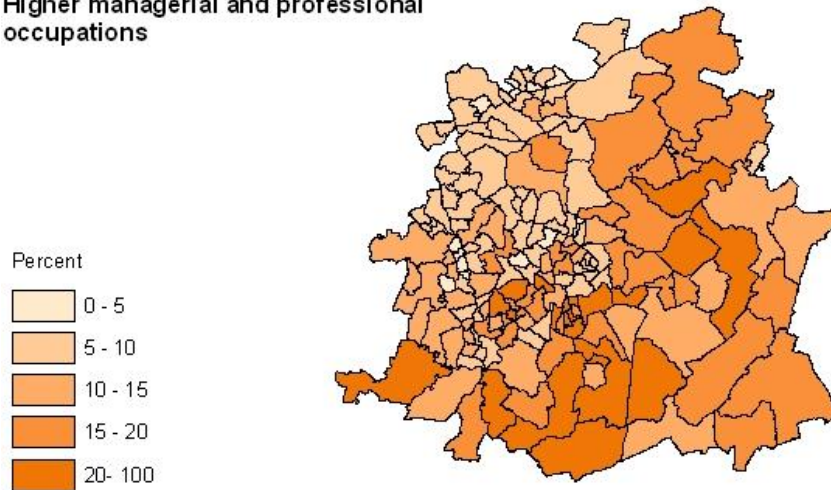 Higher managerial and professional
occupations
Percent
0 - 5
5 - 10
10 - 15
15 - 20
20- 100